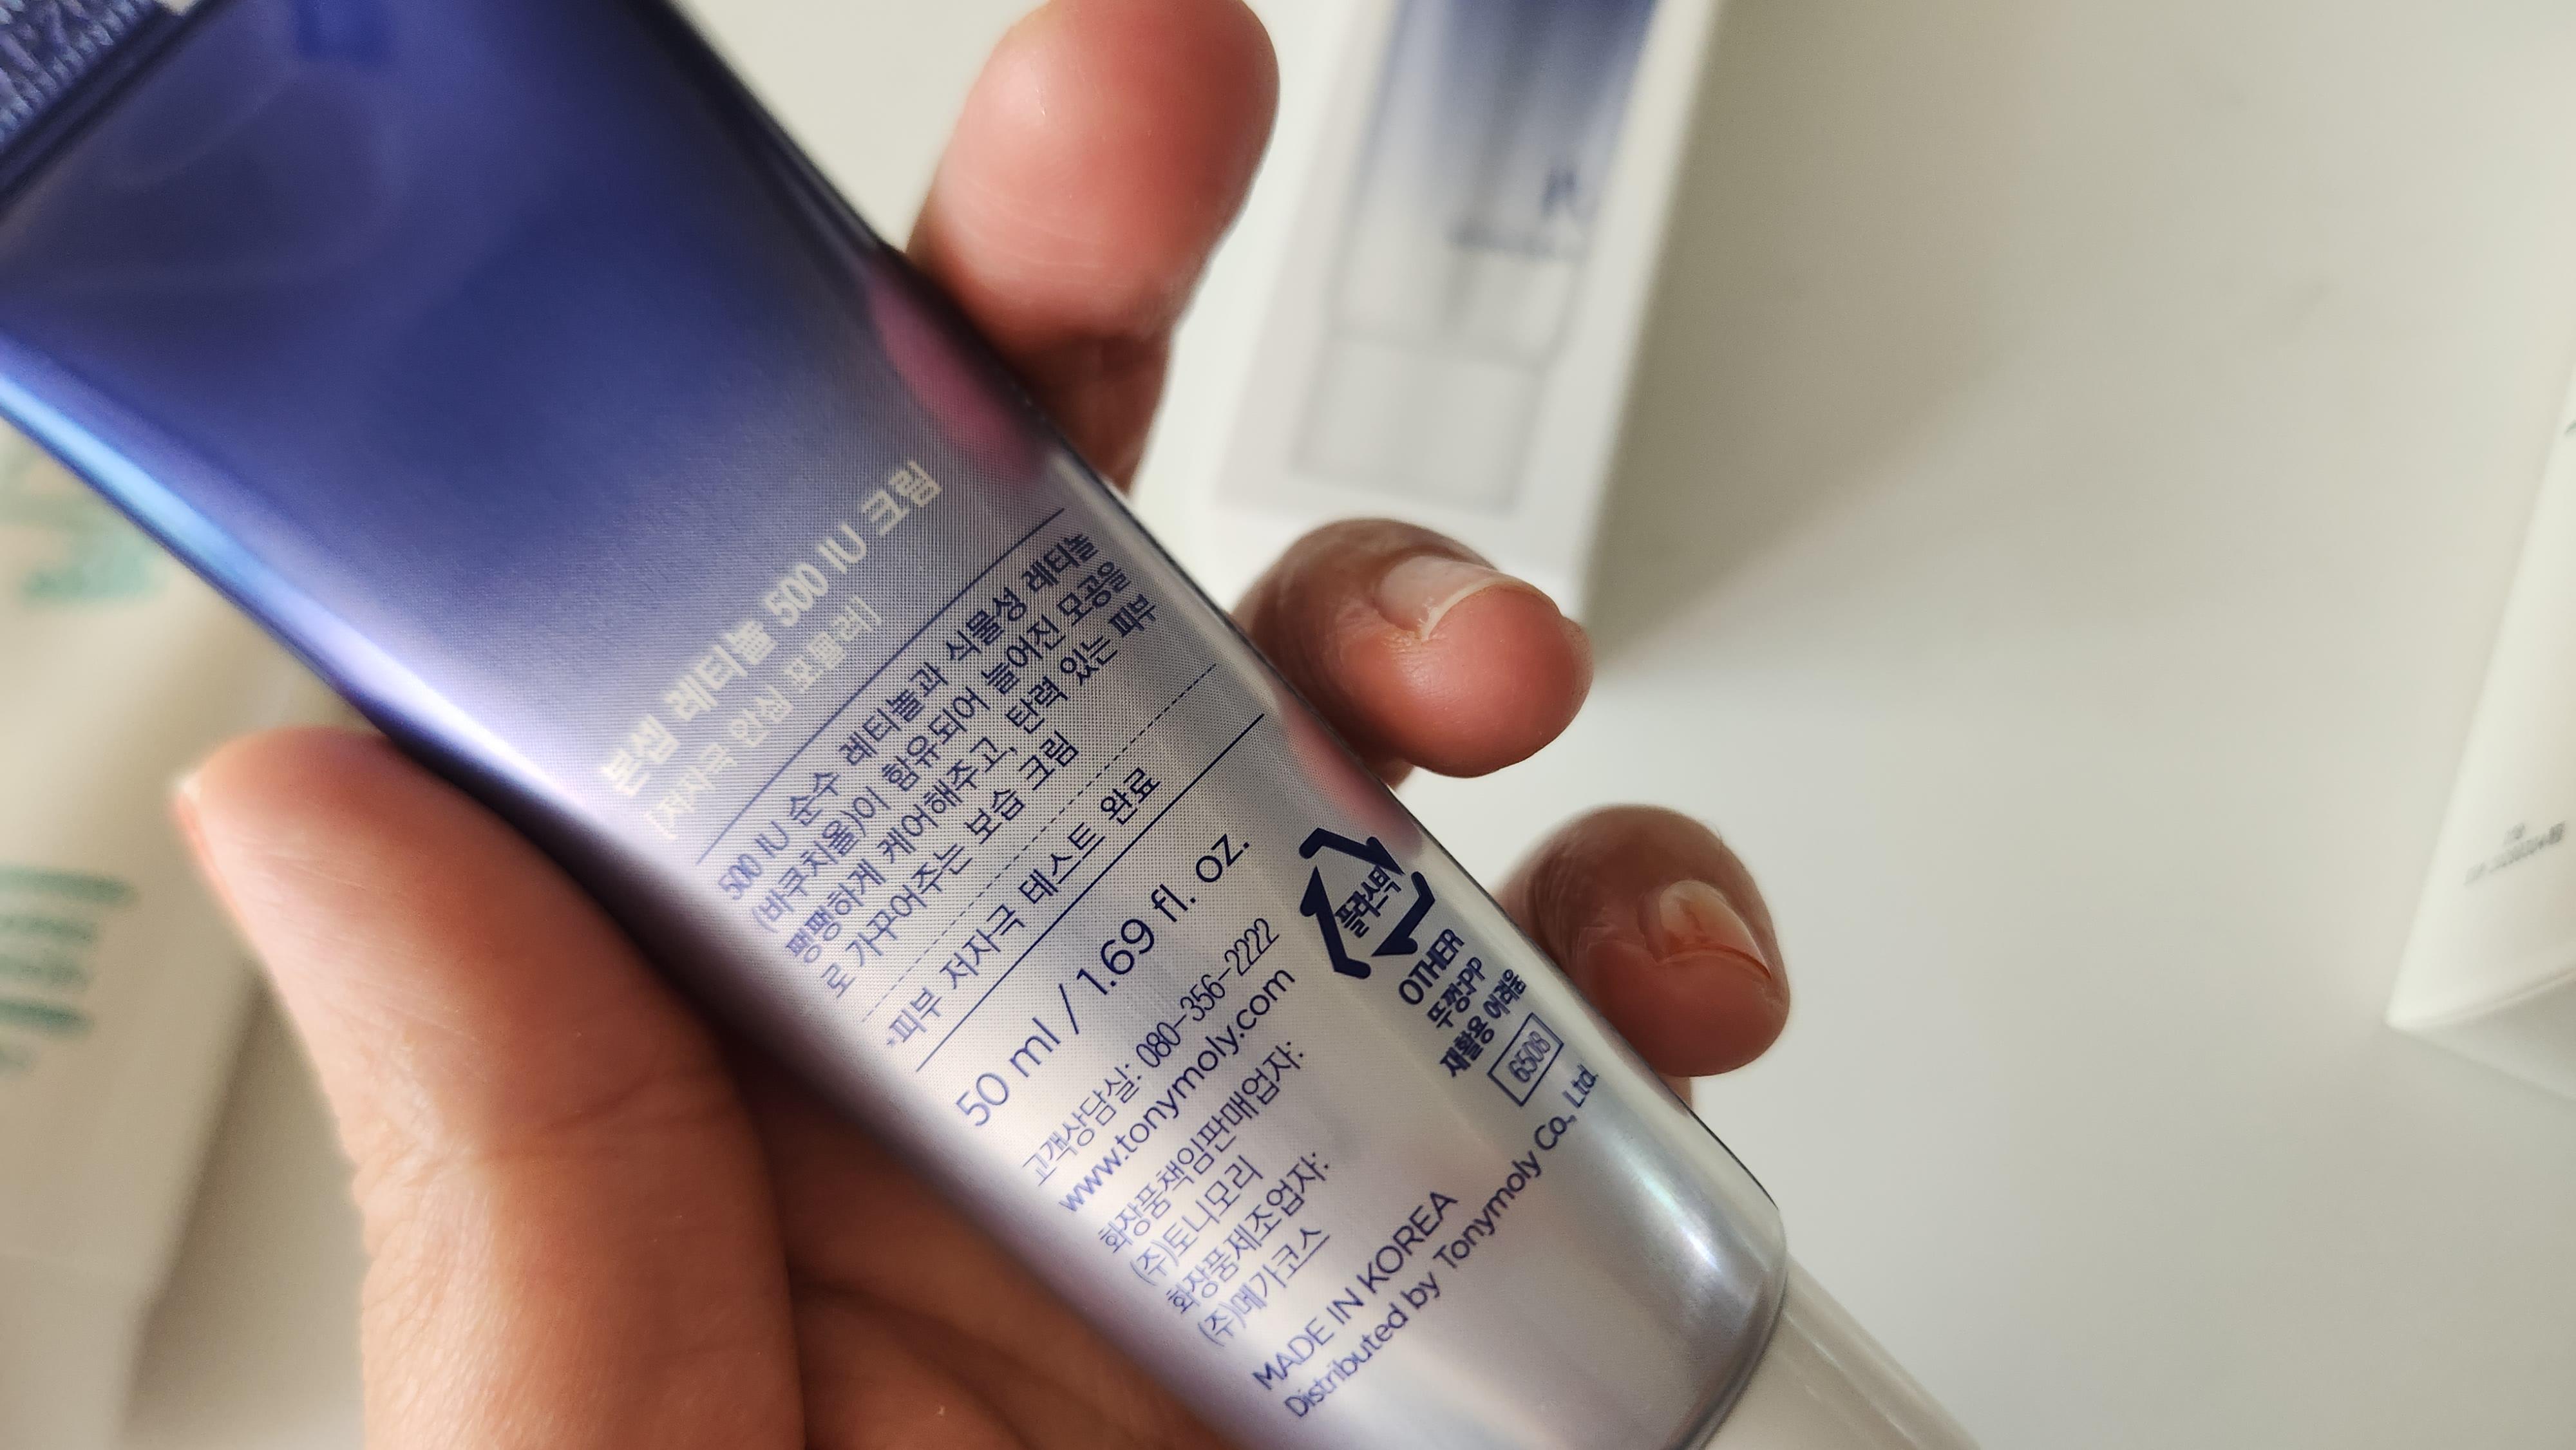 본셉 레티놀 500 IU 크림
[저자극 안심 포뮬러]
500 IU 순수 레티놀과 식물성 레티놀
(바쿠치올)이 함유되어 늘어진 모공을
팽팽하게 케어해주고, 탄력 있는 피부
로 가꾸어주는 보습 크림
*피부 저자극 테스트 완료
50 ml / 1.69 fl. oz.
고객상담실: 080-356-2222
www.tonymoly.com
화장품책임판매업자:
(주)토니모리
화장품제조업자:
(주)메가코스
MADE IN KOREA
Distributed by Tonymoly Co., Ltd.
플라스틱
OTHER
뚜껑:PP
재활용 어려움
6508